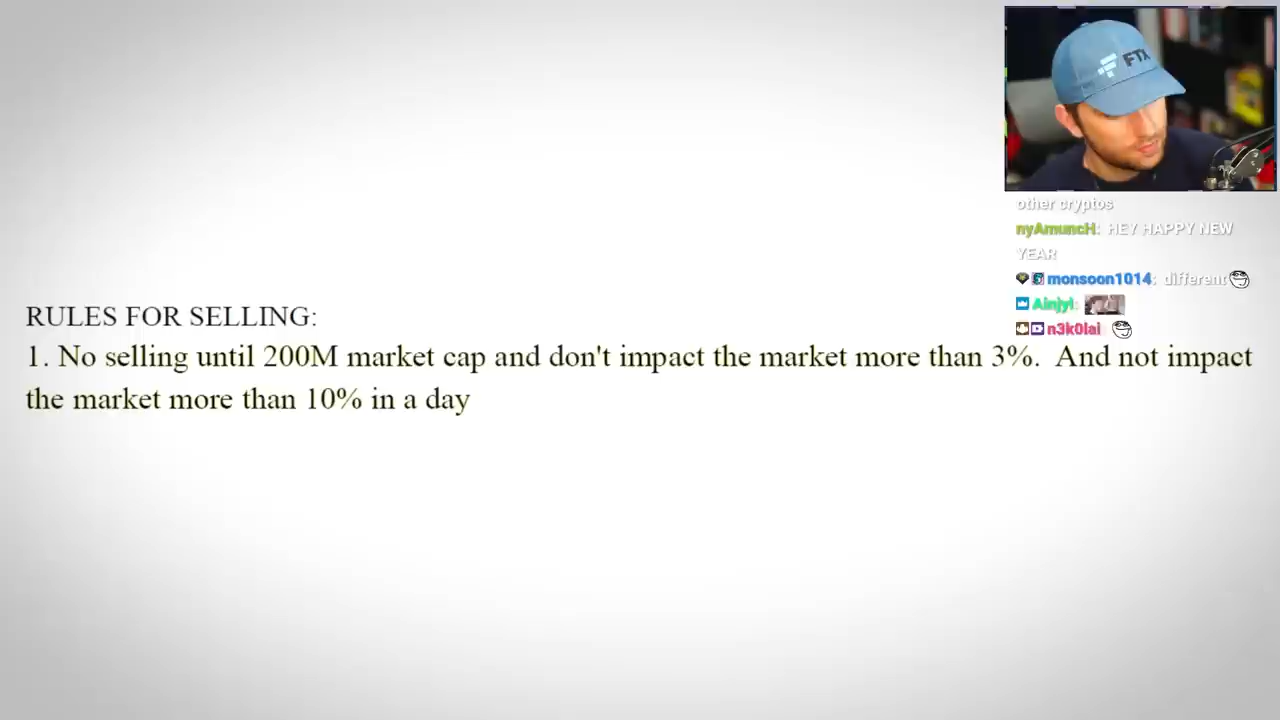 FTX
other cryptos
nyAmuncH: HEY HAPPY NEW
YEAR
monsoon1014: different
Ainjyl:
n3k0lai
RULES FOR SELLING:
1. No selling until 200M market cap and don't impact the market more than 3%.  And not impact
the market more than 10% in a day